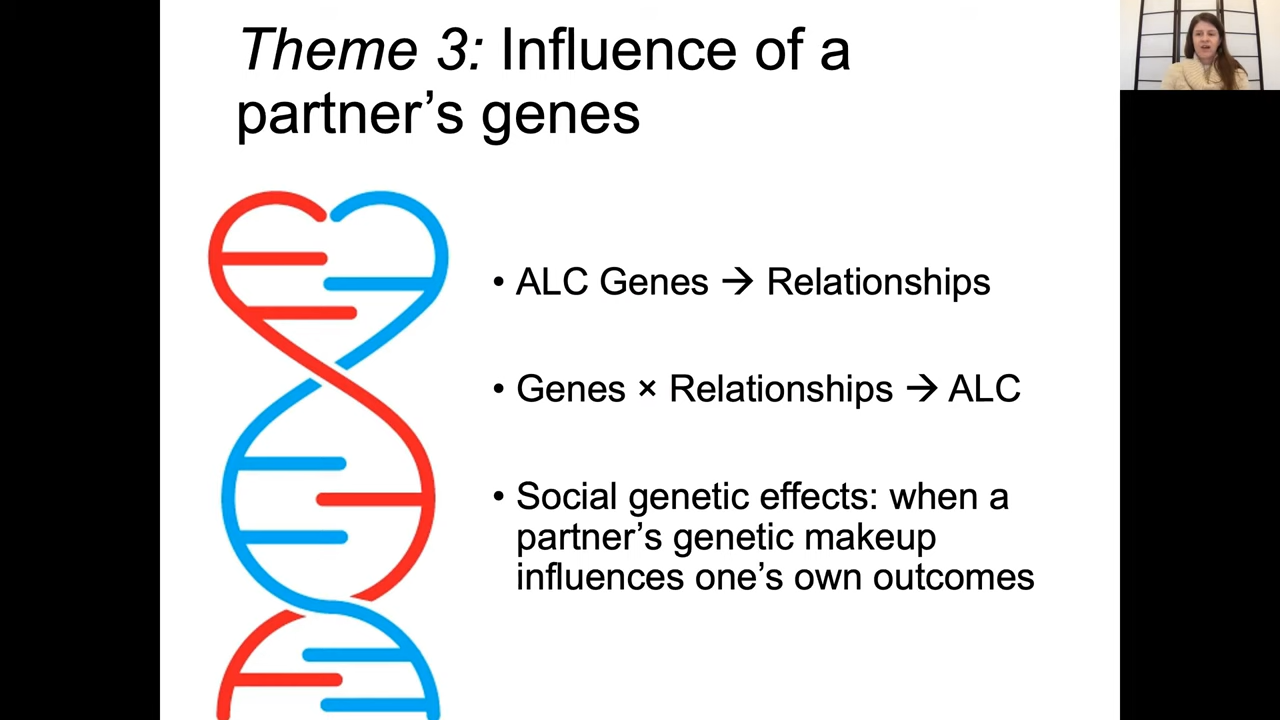 Theme 3: Influence of a
partner’s genes
• ALC Genes → Relationships
• Genes × Relationships → ALC
• Social genetic effects: when a
partner’s genetic makeup
influences one’s own outcomes